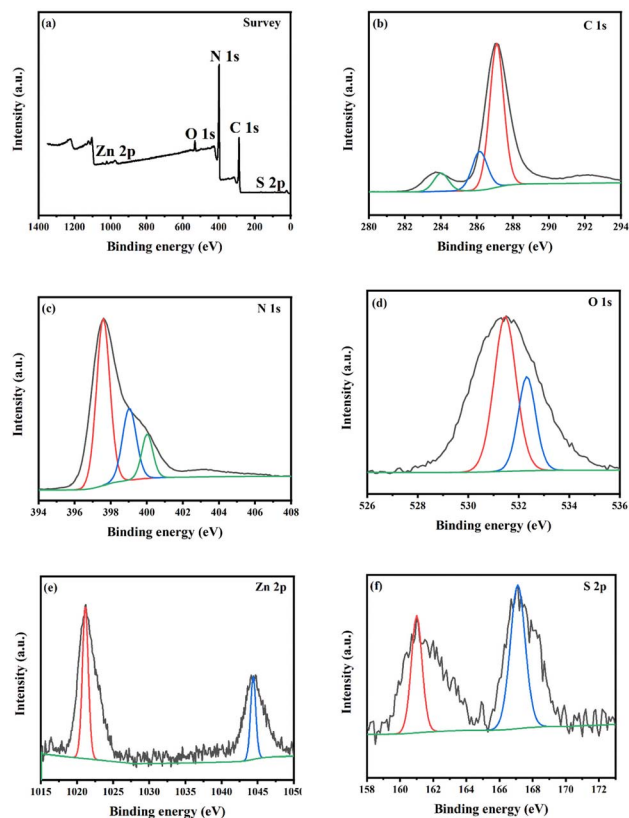 (a) Survey
N 1s
O 1s
C 1s
Zn 2p
S 2p
Intensity (a.u.)
1400 1200 1000 800 600 400 200 0
Binding energy (eV)
(b) C 1s
Intensity (a.u.)
280 282 284 286 288 290 292 294
Binding energy (eV)
(c) N 1s
Intensity (a.u.)
394 396 398 400 402 404 406 408
Binding energy (eV)
(d) O 1s
Intensity (a.u.)
526 528 530 532 534 536
Binding energy (eV)
(e) Zn 2p
Intensity (a.u.)
1015 1020 1025 1030 1035 1040 1045 1050
Binding energy (eV)
(f) S 2p
Intensity (a.u.)
158 160 162 164 166 168 170 172
Binding energy (eV)